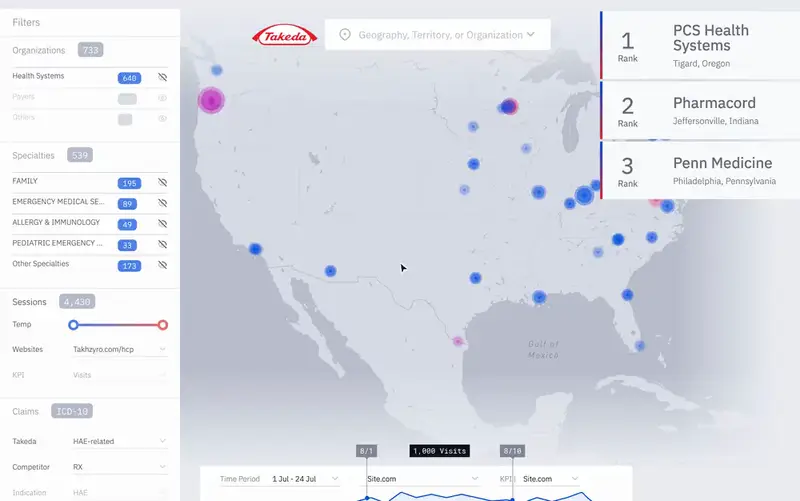 Filters
Organizations 733
Health Systems 640
Payers
Others
Specialties 539
FAMILY 195
EMERGENCY MEDICAL SE... 89
ALLERGY & IMMUNOLOGY 49
PEDIATRIC EMERGENCY ... 33
Other Specialties 173
Sessions 4,430
Temp
Websites Takhzyro.com/hcp
KPI Visits
Claims ICD-10
Takeda HAE-related
Competitor RX
Indication HAE
Takeda
Geography, Territory, or Organization
1 Rank
PCS Health
Systems
Tigard, Oregon
2 Rank
Pharmacord
Jeffersonville, Indiana
3 Rank
Penn Medicine
Philadelphia, Pennsylvania
Gulf of
Mexico
8/1 1,000 Visits 8/10
Time Period 1 Jul - 24 Jul Site.com KPI Site.com